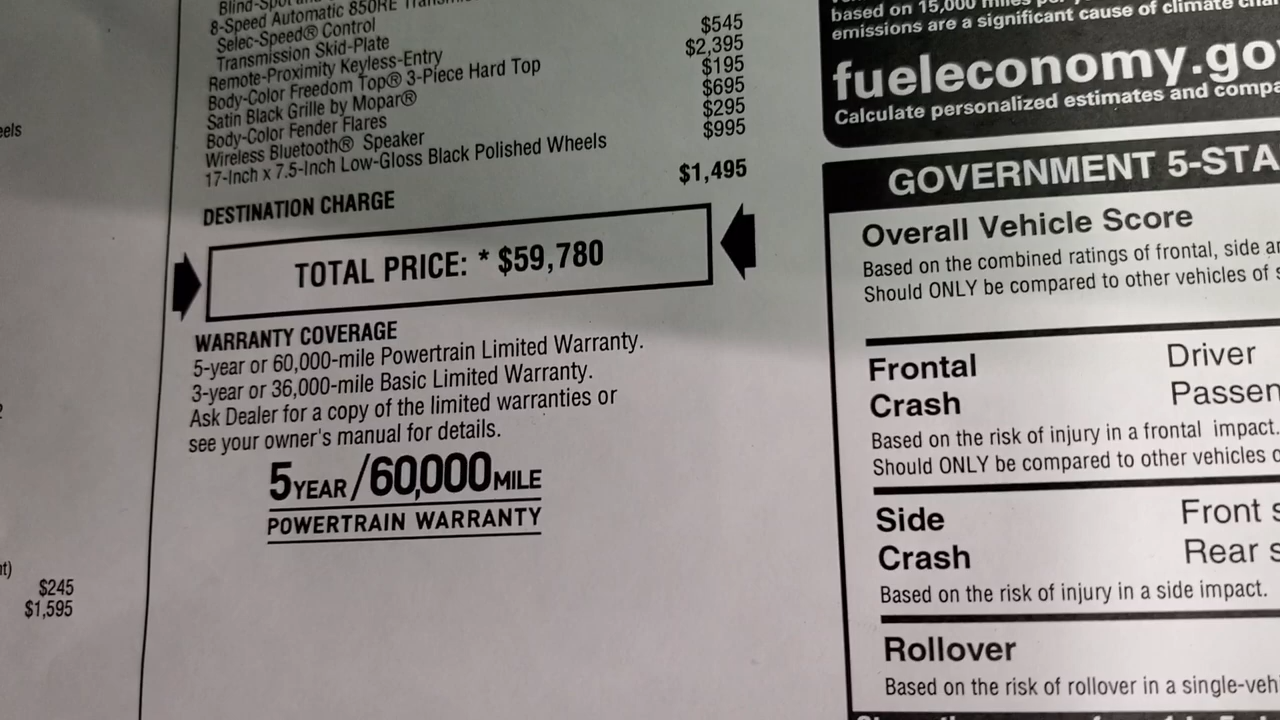 Blind-Spot and
8-Speed Automatic 850RE
Selec-Speed® Control
Transmission Skid-Plate
Remote-Proximity Keyless-Entry $545
Body-Color Freedom Top® 3-Piece Hard Top $2,395
Satin Black Grille by Mopar® $195
Body-Color Fender Flares $695
Wireless Bluetooth® Speaker $295
17-Inch x 7.5-Inch Low-Gloss Black Polished Wheels $995
DESTINATION CHARGE $1,495
TOTAL PRICE: * $59,780
WARRANTY COVERAGE
5-year or 60,000-mile Powertrain Limited Warranty.
3-year or 36,000-mile Basic Limited Warranty.
Ask Dealer for a copy of the limited warranties or
see your owner's manual for details.
5YEAR/60,000MILE
POWERTRAIN WARRANTY
$245
$1,595
based on 15,000 miles
emissions are a significant cause of climate
fueleconomy.go
Calculate personalized estimates and compa
GOVERNMENT 5-STA
Overall Vehicle Score
Based on the combined ratings of frontal, side
Should ONLY be compared to other vehicles of
Frontal Driver
Crash Passen
Based on the risk of injury in a frontal impact.
Should ONLY be compared to other vehicles
Side Front
Crash Rear
Based on the risk of injury in a side impact.
Rollover
Based on the risk of rollover in a single-vehi